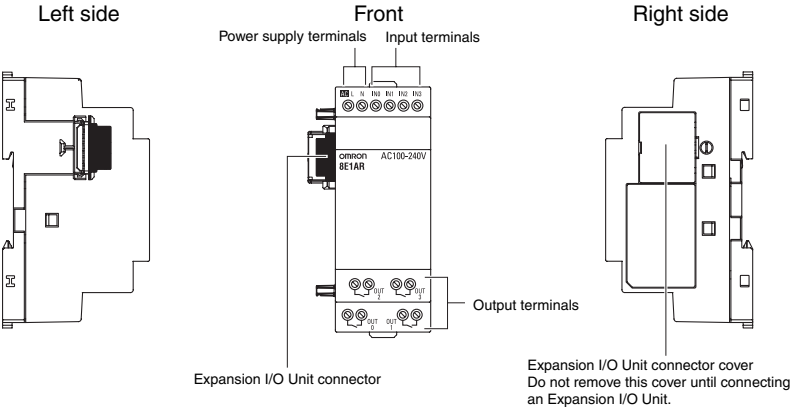 Left side
Front
Right side
Power supply terminals
Input terminals
AC L N IN0 IN1 IN2 IN3
OMRON AC100-240V
8E1AR
OUT 2
OUT 3
Output terminals
OUT 0
OUT 1
Expansion I/O Unit connector
Expansion I/O Unit connector cover
Do not remove this cover until connecting
an Expansion I/O Unit.